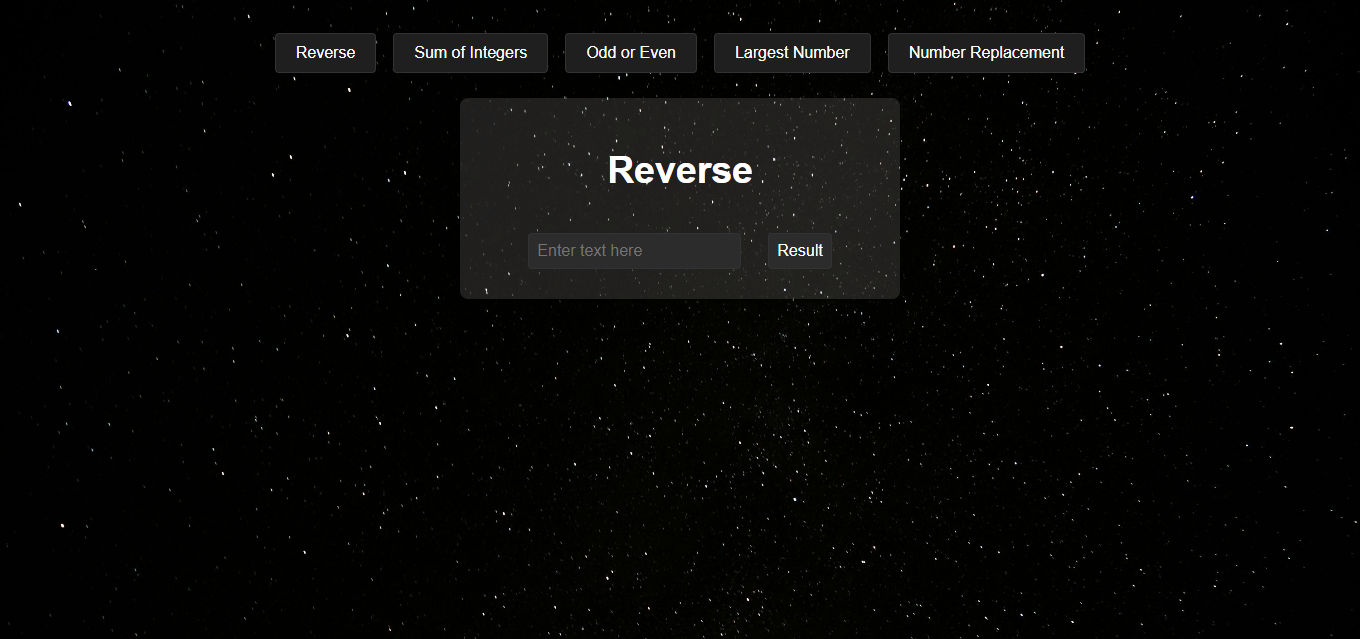 Reverse Sum of Integers Odd or Even Largest Number Number Replacement
Reverse
Enter text here Result